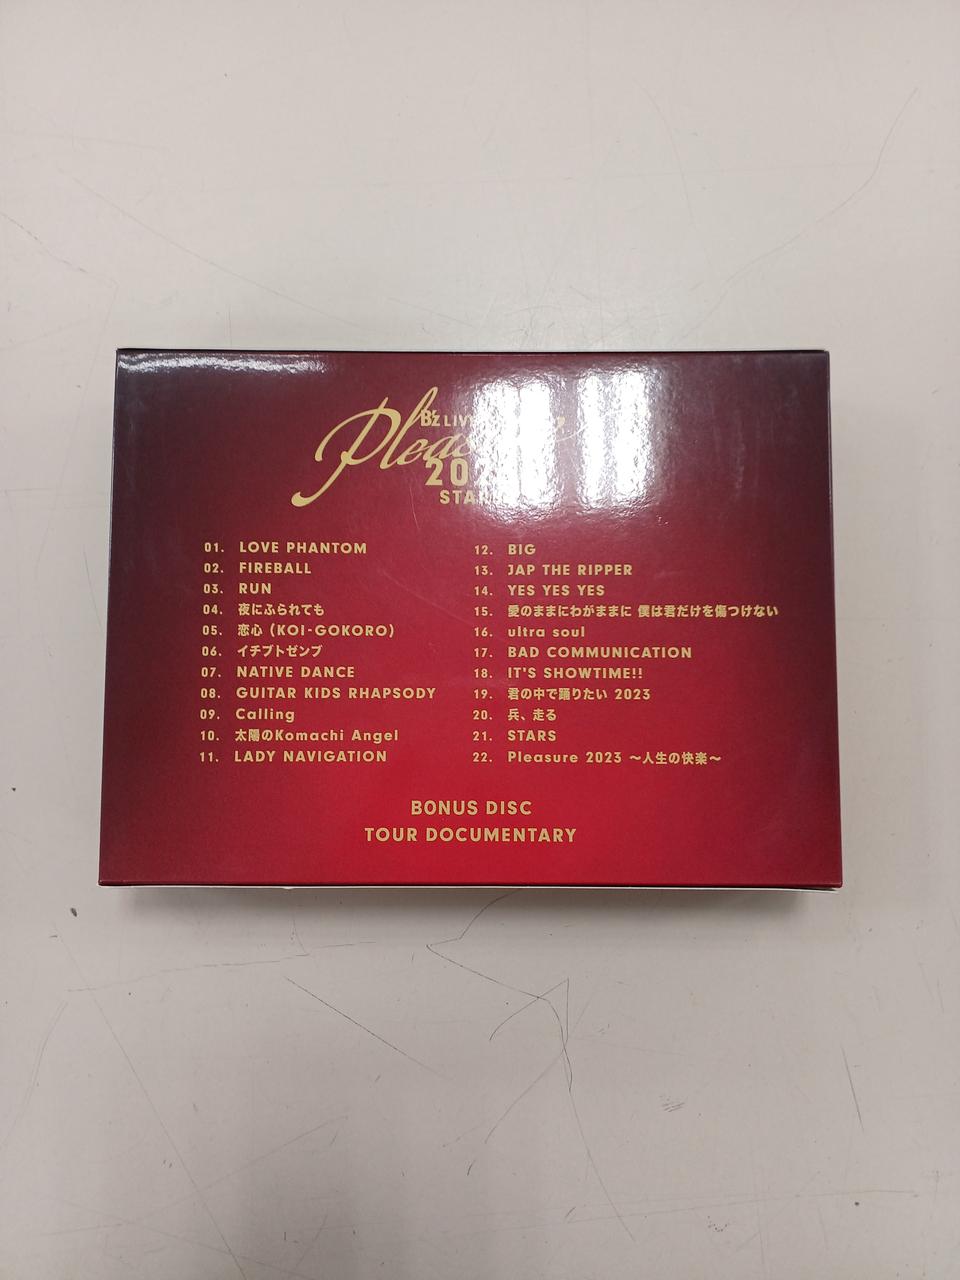 B'z LIVE
Pleasure
STARS
01. LOVE PHANTOM
02. FIREBALL
03. RUN
04. 夜にふられても
05. 恋心 (KOI-GOKORO)
06. イチブトゼンブ
07. NATIVE DANCE
08. GUITAR KIDS RHAPSODY
09. Calling
10. 太陽のKomachi Angel
11. LADY NAVIGATION
12. BIG
13. JAP THE RIPPER
14. YES YES YES
15. 愛のままにわがままに 僕は君だけを傷つけない
16. ultra soul
17. BAD COMMUNICATION
18. IT'S SHOWTIME!!
19. 君の中で踊りたい 2023
20. 兵、走る
21. STARS
22. Pleasure 2023 ～人生の快楽～
BONUS DISC
TOUR DOCUMENTARY